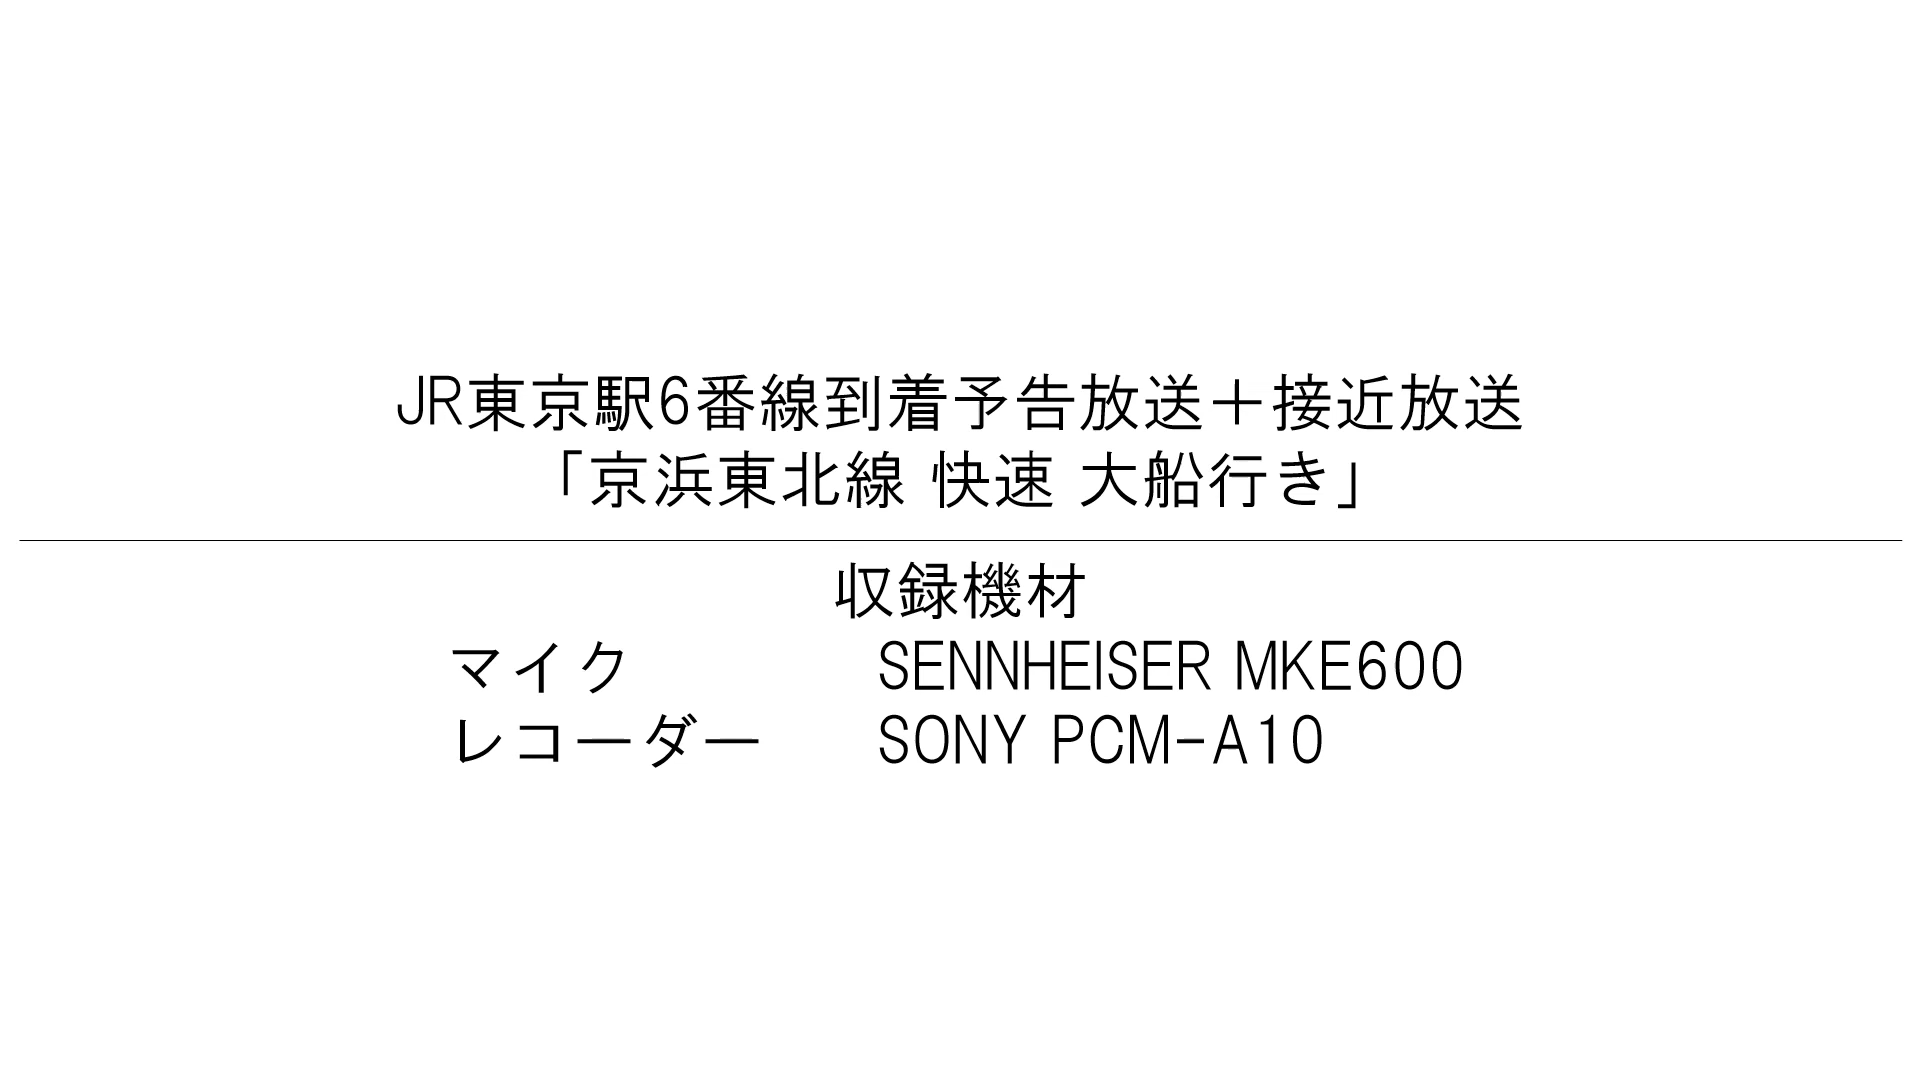 JR東京駅6番線到着予告放送＋接近放送
「京浜東北線 快速 大船行き」
収録機材
マイク　　　　SENNHEISER MKE600
レコーダー　　SONY PCM-A10